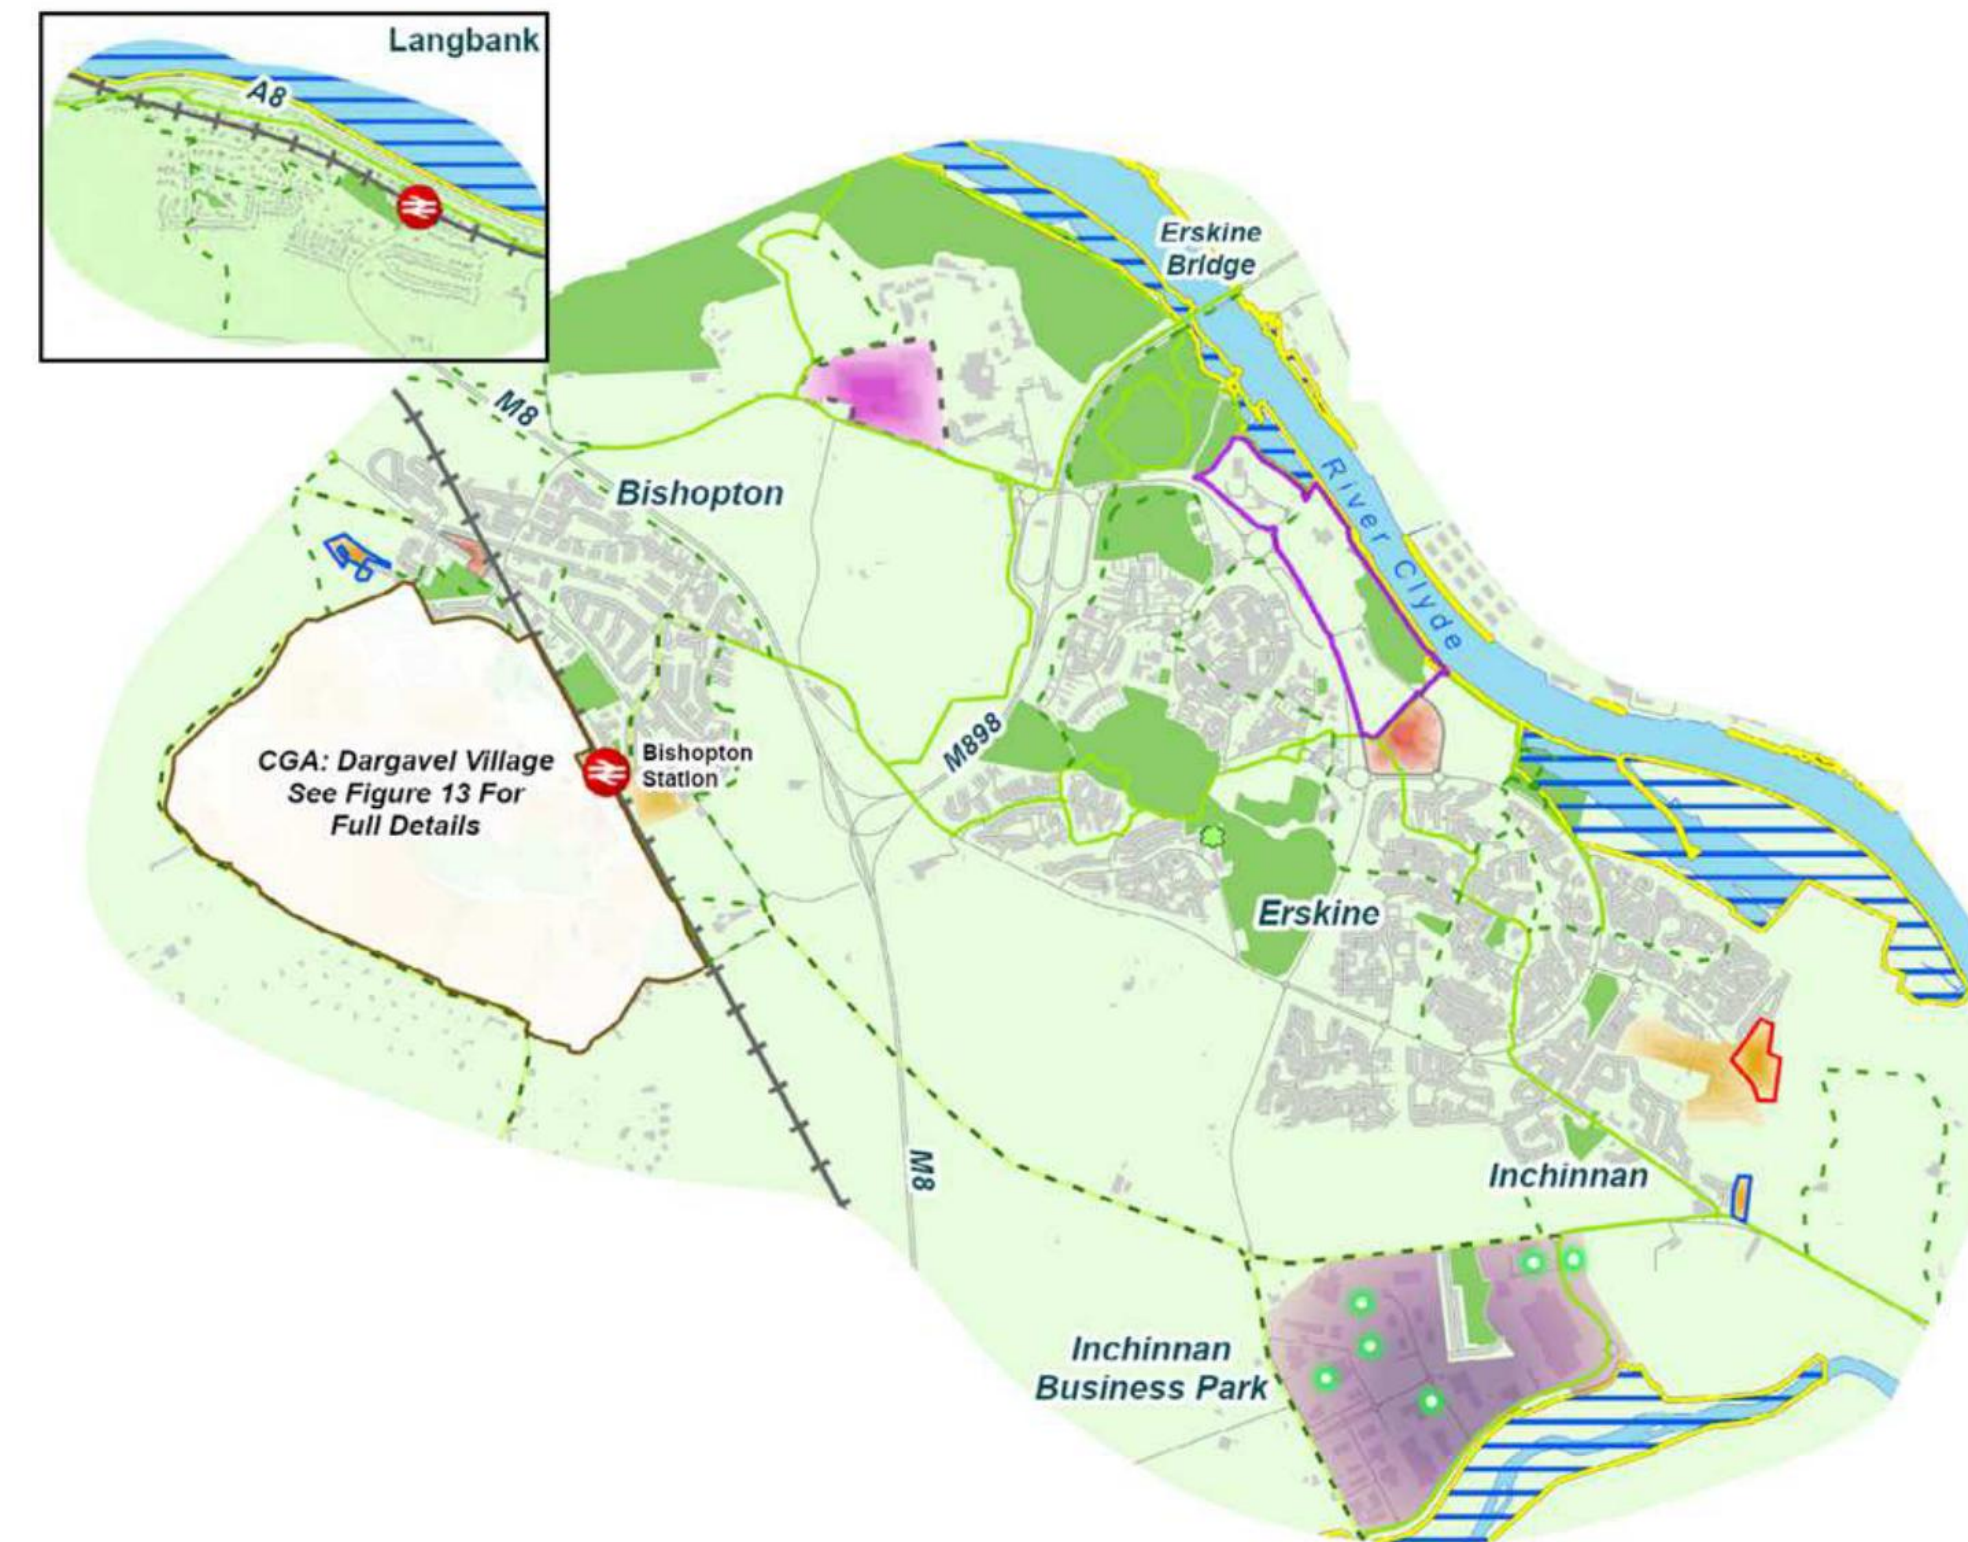 Langbank
A8
Erskine
Bridge
M8
Bishopton
River Clyde
M898
Bishopton
Station
CGA: Dargavel Village
See Figure 13 For
Full Details
Erskine
M8
Inchinnan
Inchinnan
Business Park